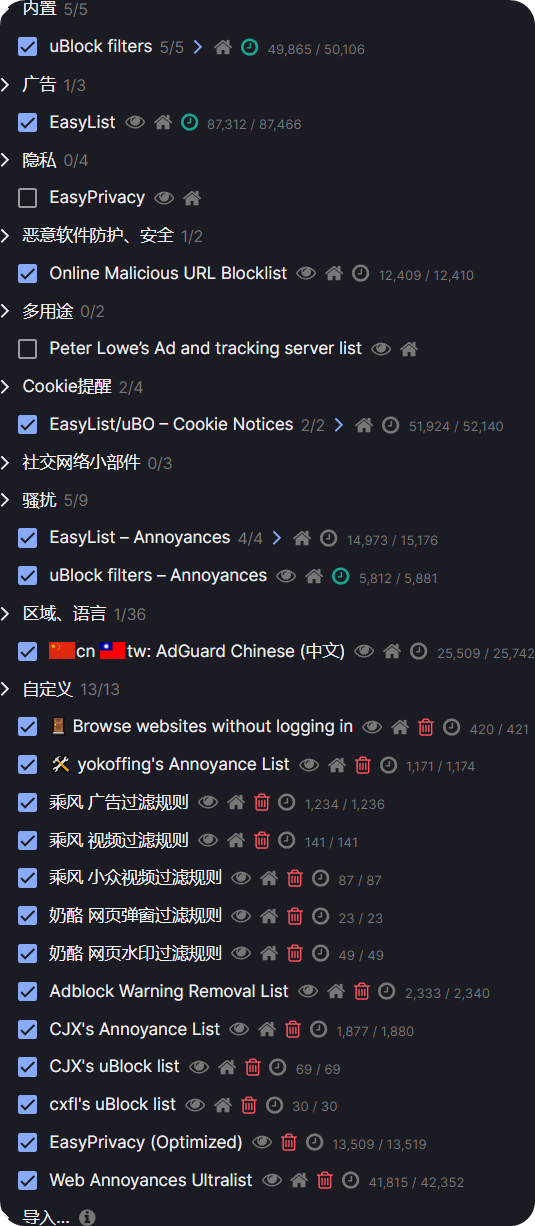 内置 5/5
uBlock filters 5/5 49,865 / 50,106
广告 1/3
EasyList 87,312 / 87,466
隐私 0/4
EasyPrivacy
恶意软件防护、安全 1/2
Online Malicious URL Blocklist 12,409 / 12,410
多用途 0/2
Peter Lowe’s Ad and tracking server list
Cookie提醒 2/4
EasyList/uBO – Cookie Notices 2/2 51,924 / 52,140
社交网络小部件 0/3
骚扰 5/9
EasyList – Annoyances 4/4 14,973 / 15,176
uBlock filters – Annoyances 5,812 / 5,881
区域、语言 1/36
cn tw: AdGuard Chinese (中文) 25,509 / 25,742
自定义 13/13
Browse websites without logging in 420 / 421
yokoffing's Annoyance List 1,171 / 1,174
乘风 广告过滤规则 1,234 / 1,236
乘风 视频过滤规则 141 / 141
乘风 小众视频过滤规则 87 / 87
奶酪 网页弹窗过滤规则 23 / 23
奶酪 网页水印过滤规则 49 / 49
Adblock Warning Removal List 2,333 / 2,340
CJX's Annoyance List 1,877 / 1,880
CJX's uBlock list 69 / 69
cxfl's uBlock list 30 / 30
EasyPrivacy (Optimized) 13,509 / 13,519
Web Annoyances Ultralist 41,815 / 42,352
导入...